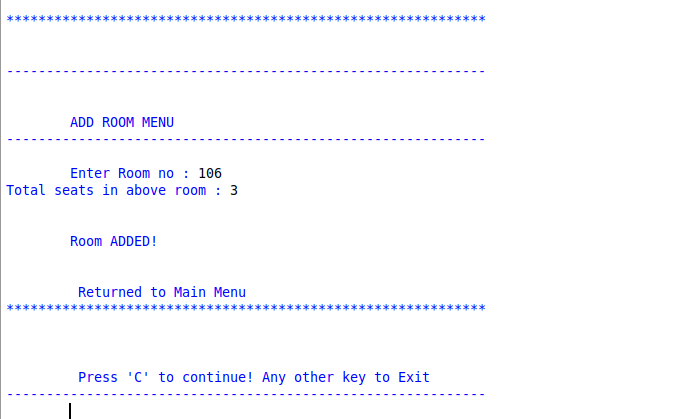 ************************************************************
------------------------------------------------------------
ADD ROOM MENU
------------------------------------------------------------
Enter Room no : 106
Total seats in above room : 3
Room ADDED!
Returned to Main Menu
************************************************************
Press 'C' to continue! Any other key to Exit
------------------------------------------------------------